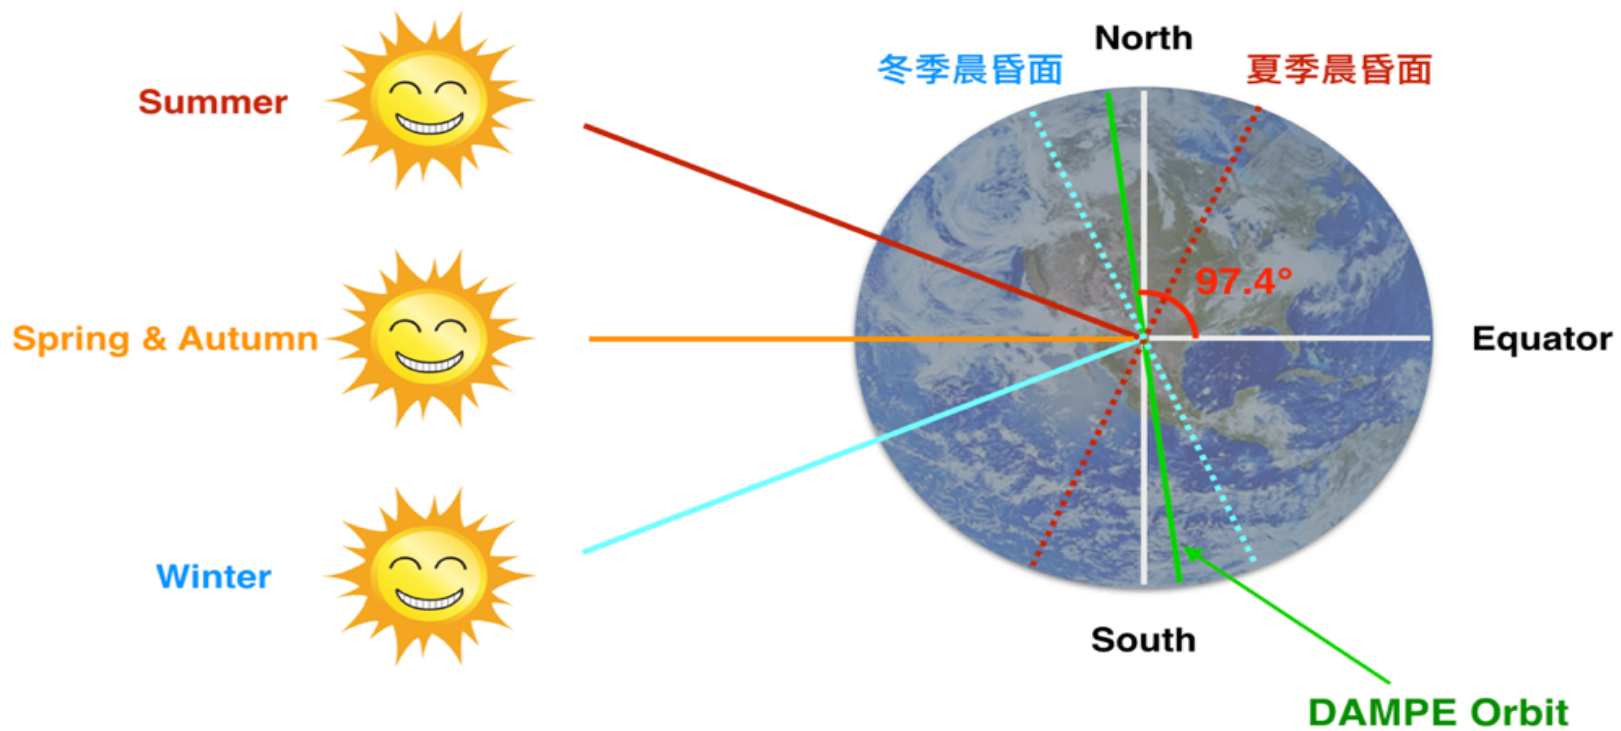 North
冬季晨昏面
夏季晨昏面
Summer
97.4°
Spring & Autumn
Equator
Winter
South
DAMPE Orbit